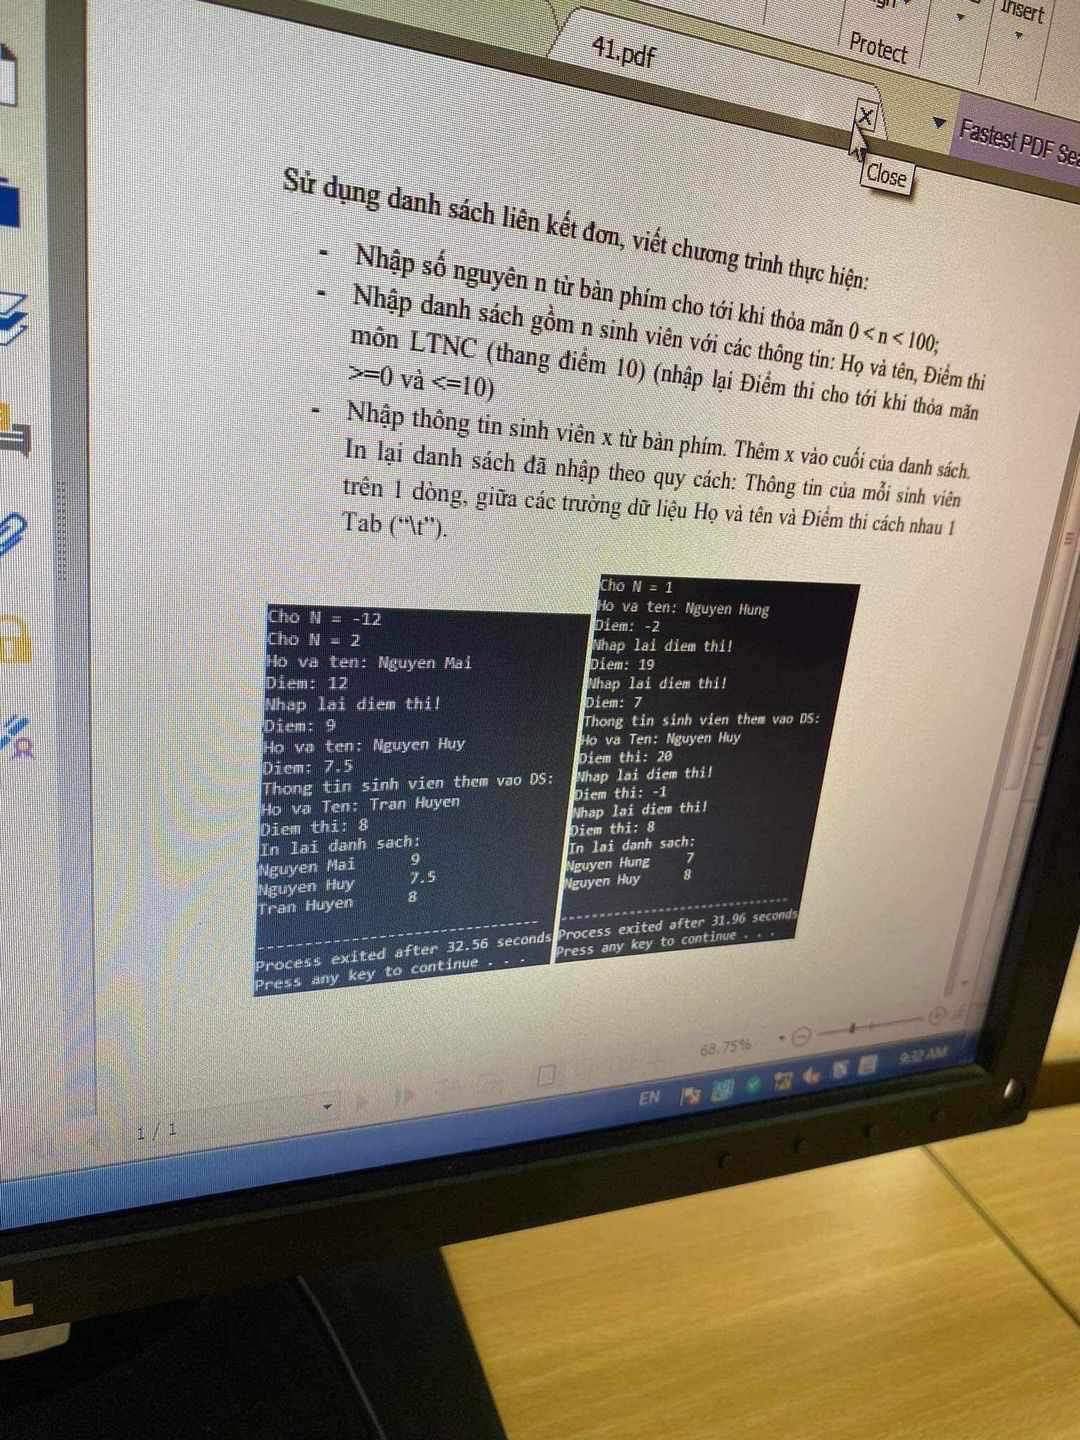 Insert
Protect
41.pdf
Fastest PDF Sea
Close
Sử dụng danh sách liên kết đơn, viết chương trình thực hiện:
- Nhập số nguyên n từ bàn phím cho tới khi thỏa mãn 0 < n < 100;
- Nhập danh sách gồm n sinh viên với các thông tin: Họ và tên, Điểm thi
môn LTNC (thang điểm 10) (nhập lại Điểm thi cho tới khi thỏa mãn
>=0 và <=10)
- Nhập thông tin sinh viên x từ bàn phím. Thêm x vào cuối của danh sách.
In lại danh sách đã nhập theo quy cách: Thông tin của mỗi sinh viên
trên 1 dòng, giữa các trường dữ liệu Họ và tên và Điểm thi cách nhau 1
Tab (“\t”).
Cho N = -12
Cho N = 2
Ho va ten: Nguyen Mai
Diem: 12
Nhap lai diem thi!
Diem: 9
Ho va ten: Nguyen Huy
Diem: 7.5
Thong tin sinh vien them vao DS:
Ho va Ten: Tran Huyen
Diem thi: 8
In lai danh sach:
Nguyen Mai 9
Nguyen Huy 7.5
Tran Huyen 8
--------------------------------
Process exited after 32.56 seconds
Press any key to continue . . .
Cho N = 1
Ho va ten: Nguyen Hung
Diem: -2
Nhap lai diem thi!
Diem: 19
Nhap lai diem thi!
Diem: 7
Thong tin sinh vien them vao DS:
Ho va Ten: Nguyen Huy
Diem thi: 20
Nhap lai diem thi!
Diem thi: -1
Nhap lai diem thi!
Diem thi: 8
In lai danh sach:
Nguyen Hung 7
Nguyen Huy 8
--------------------------------
Process exited after 31.96 seconds
Press any key to continue . . .
68.75%
1 / 1
EN
9:32 AM